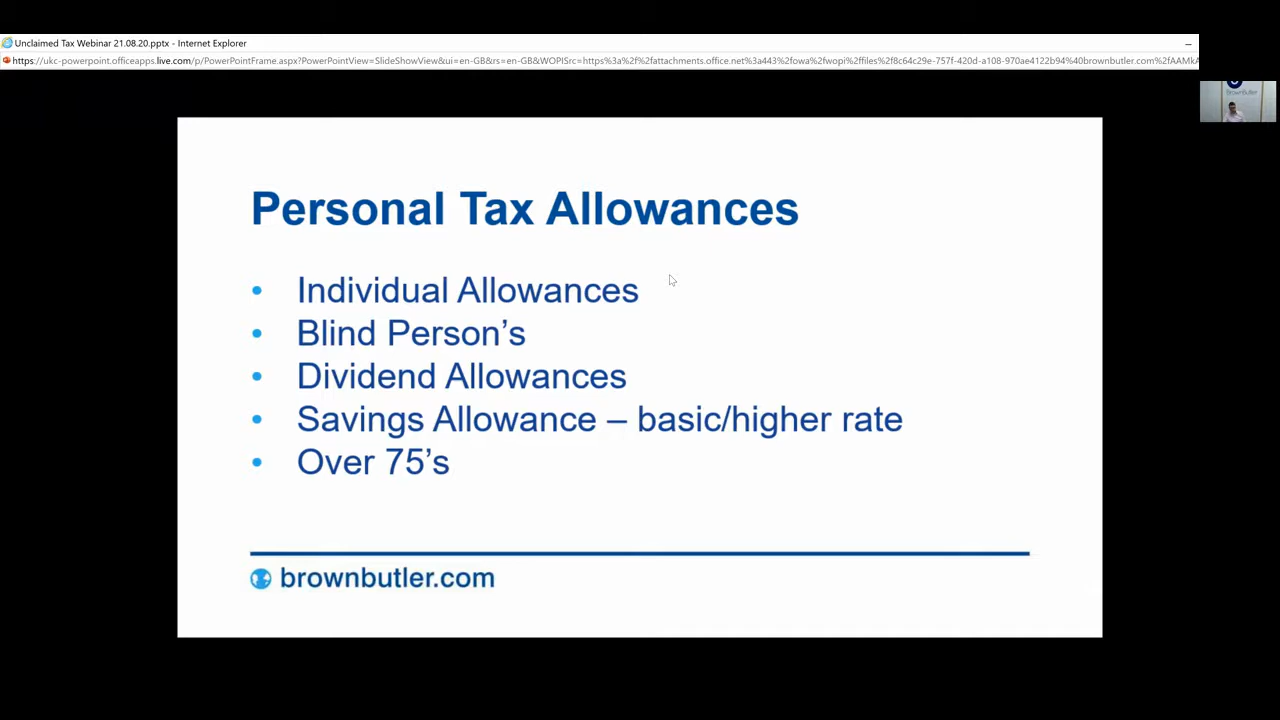 Unclaimed Tax Webinar 21.08.20.pptx - Internet Explorer
https://ukc-powerpoint.officeapps.live.com/p/PowerPointFrame.aspx?PowerPointView=SlideShowView&ui=en-GB&rs=en-GB&WOPISrc=https%3a%2f%2fattachments.office.net%3a443%2fowa%2fwopi%2ffiles%2f8c64c29e-757f-420d-a108-970ae4122b94%40brownbutler.com%2fAAMkA
BrownButler
Personal Tax Allowances
• Individual Allowances
• Blind Person’s
• Dividend Allowances
• Savings Allowance – basic/higher rate
• Over 75’s
brownbutler.com